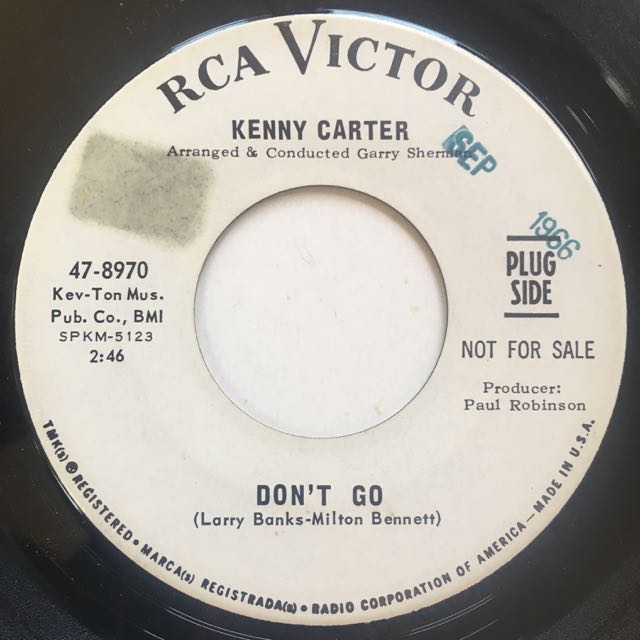 RCA VICTOR
KENNY CARTER
Arranged & Conducted Garry Sherman
SEP
1966
47-8970
Kev-Ton Mus.
Pub. Co., BMI
SPKM-5123
2:46
PLUG
SIDE
NOT FOR SALE
Producer:
Paul Robinson
DON'T GO
(Larry Banks-Milton Bennett)
TMK(s) ® REGISTERED • MARCA(s) REGISTRADA(s) • RADIO CORPORATION OF AMERICA — MADE IN U.S.A.